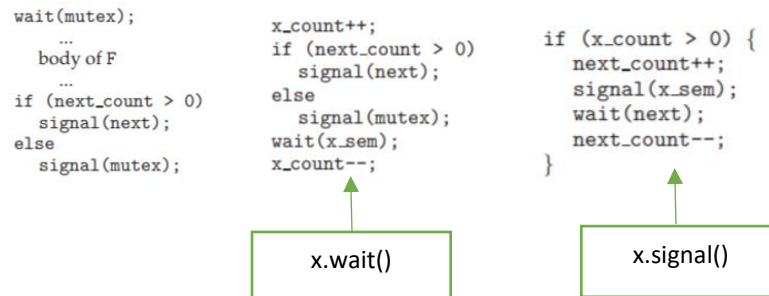 wait(mutex);
...
body of F
...
if (next_count > 0)
signal(next);
else
signal(mutex);
x_count++;
if (next_count > 0)
signal(next);
else
signal(mutex);
wait(x_sem);
x_count--;
if (x_count > 0) {
next_count++;
signal(x_sem);
wait(next);
next_count--;
}
x.wait()
x.signal()